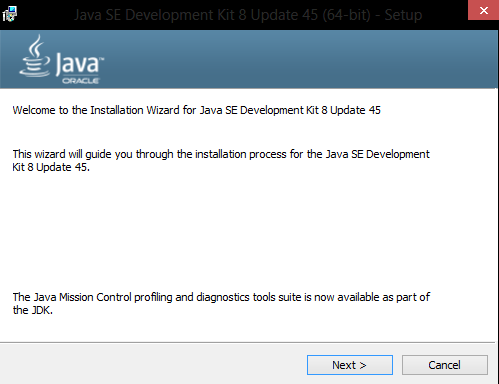 Java SE Development Kit 8 Update 45 (64-bit) - Setup
Java™
ORACLE
Welcome to the Installation Wizard for Java SE Development Kit 8 Update 45
This wizard will guide you through the installation process for the Java SE Development
Kit 8 Update 45.
The Java Mission Control profiling and diagnostics tools suite is now available as part of
the JDK.
Next >
Cancel